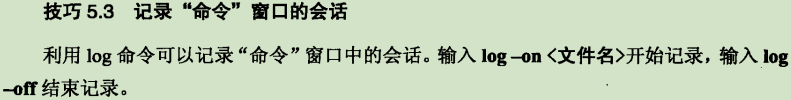 技巧 5.3 记录“命令”窗口的会话
利用 log 命令可以记录“命令”窗口中的会话。输入 log –on <文件名>开始记录，输入 log
–off 结束记录。